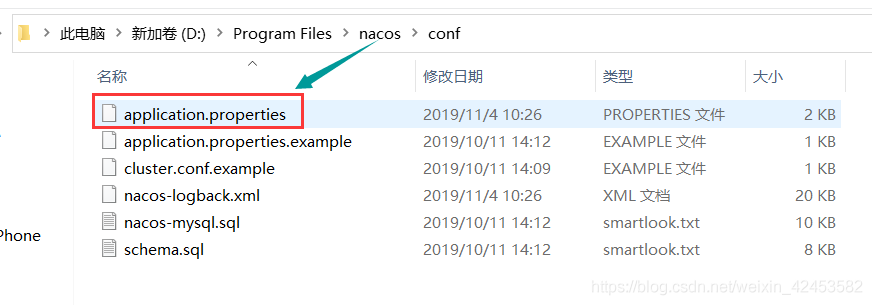 此电脑 > 新加卷 (D:) > Program Files > nacos > conf
名称 修改日期 类型 大小
application.properties 2019/11/4 10:26 PROPERTIES 文件 2 KB
application.properties.example 2019/10/11 14:12 EXAMPLE 文件 1 KB
cluster.conf.example 2019/10/11 14:09 EXAMPLE 文件 1 KB
nacos-logback.xml 2019/11/4 10:26 XML 文档 20 KB
nacos-mysql.sql 2019/10/11 14:12 smartlook.txt 10 KB
Phone
schema.sql 2019/10/11 14:12 smartlook.txt 8 KB
https://blog.csdn.net/weixin_42453582